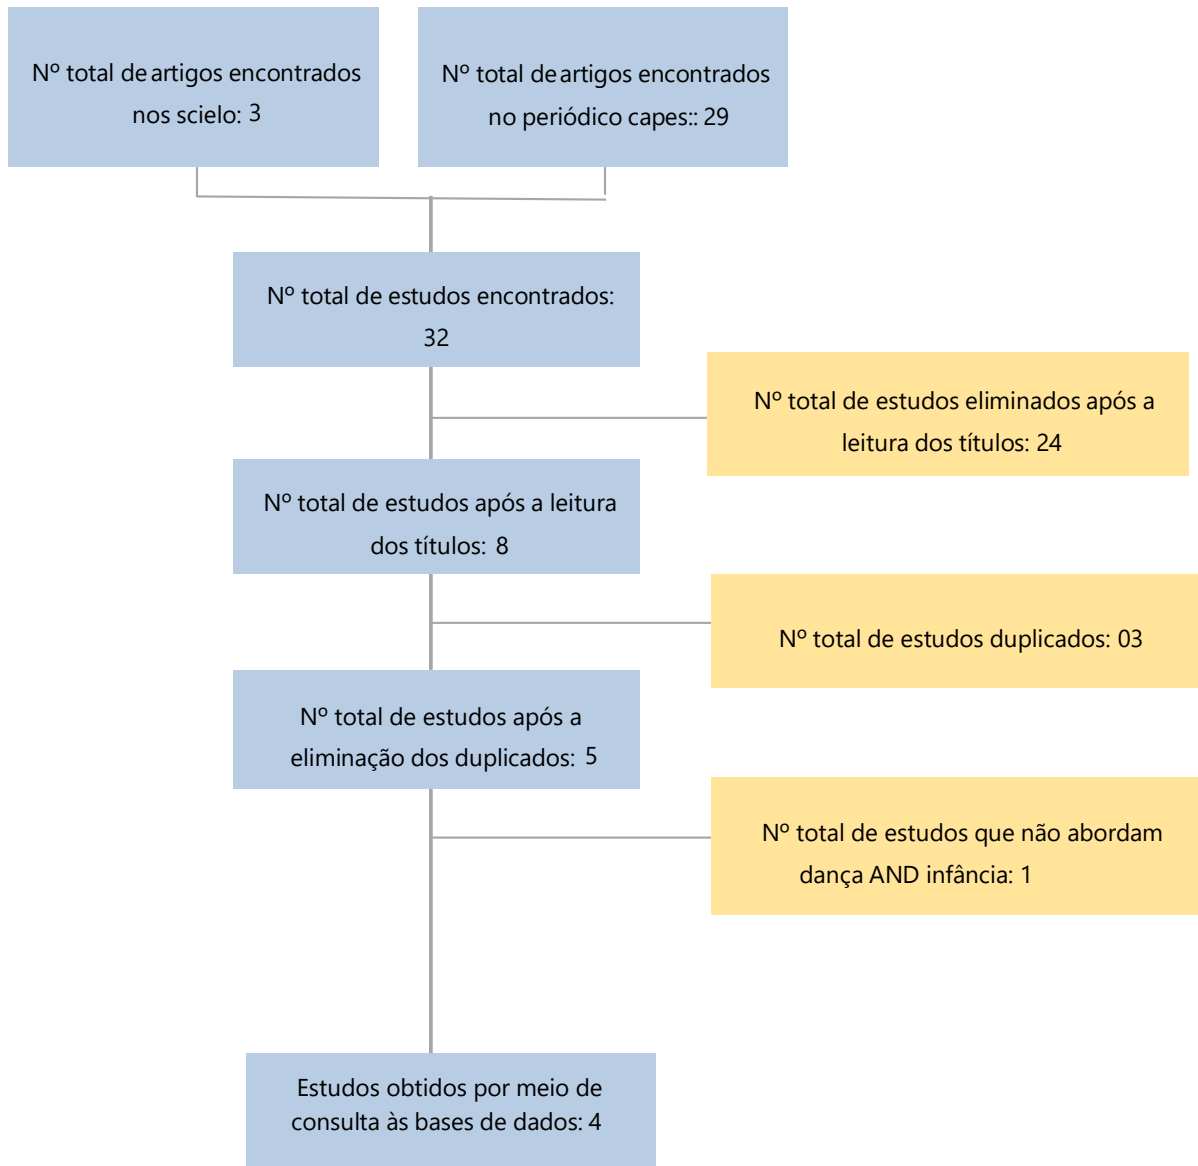 Nº total de artigos encontrados
nos scielo: 3
Nº total de artigos encontrados
no periódico capes:: 29
Nº total de estudos encontrados:
32
Nº total de estudos eliminados após a
leitura dos títulos: 24
Nº total de estudos após a leitura
dos títulos: 8
Nº total de estudos duplicados: 03
Nº total de estudos após a
eliminação dos duplicados: 5
Nº total de estudos que não abordam
dança AND infância: 1
Estudos obtidos por meio de
consulta às bases de dados: 4